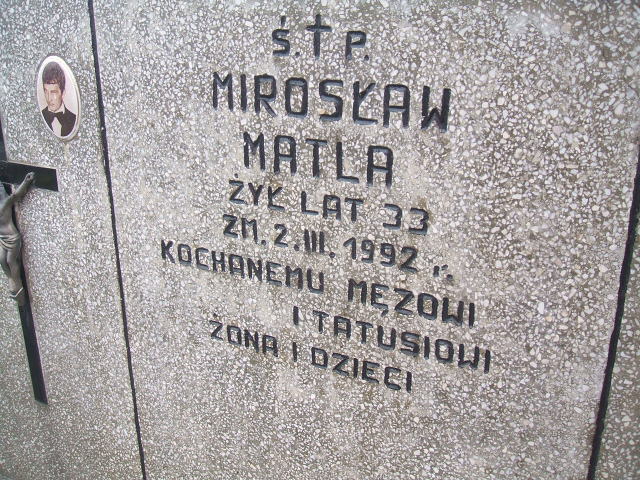 Ś.†P.
MIROSŁAW
MATLA
ŻYŁ LAT 33
ZM. 2.III.1992 r.
KOCHANEMU MĘŻOWI
I TATUSIOWI
ŻONA I DZIECI